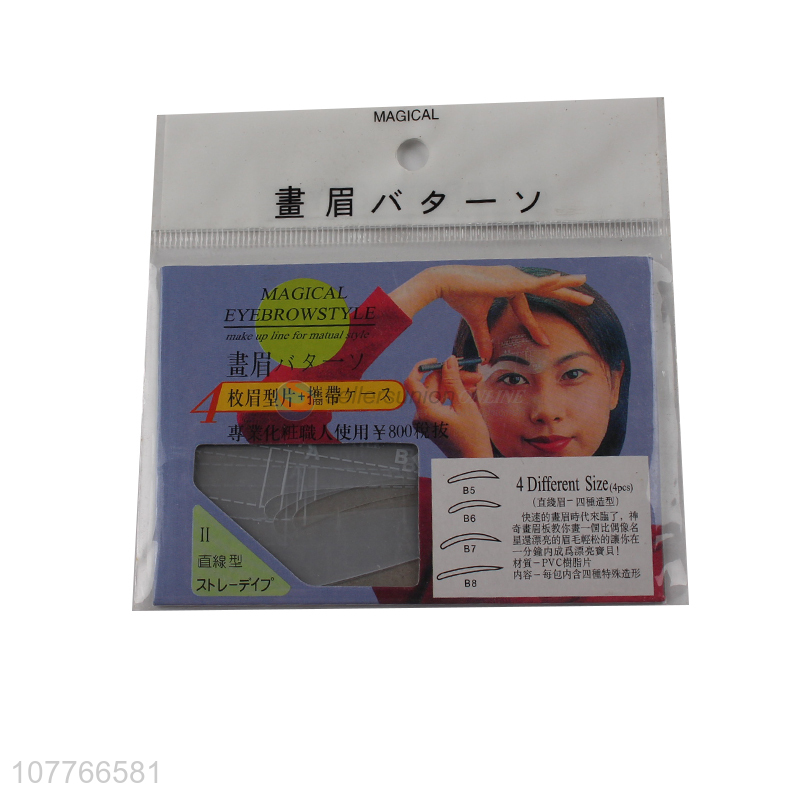 MAGICAL
畫眉バターソ
MAGICAL
EYEBROWSTYLE
make up line for matual style
畫眉バターソ
4枚眉型片+攜帶ケース
專業化粧職人使用¥800税抜
II
直線型
ストレーデイプ
B5
B6
B7
B8
4 Different Size(4pcs)
(直綫眉-四種造型)
快速的畫眉時代來臨了，神
奇畫眉板教你畫一個比偶像名
星還漂亮的眉毛輕松的讓你在
一分鐘内成爲漂亮寶貝!
材質-PVC樹脂片
内容-每包内含四種特殊造形
107766581